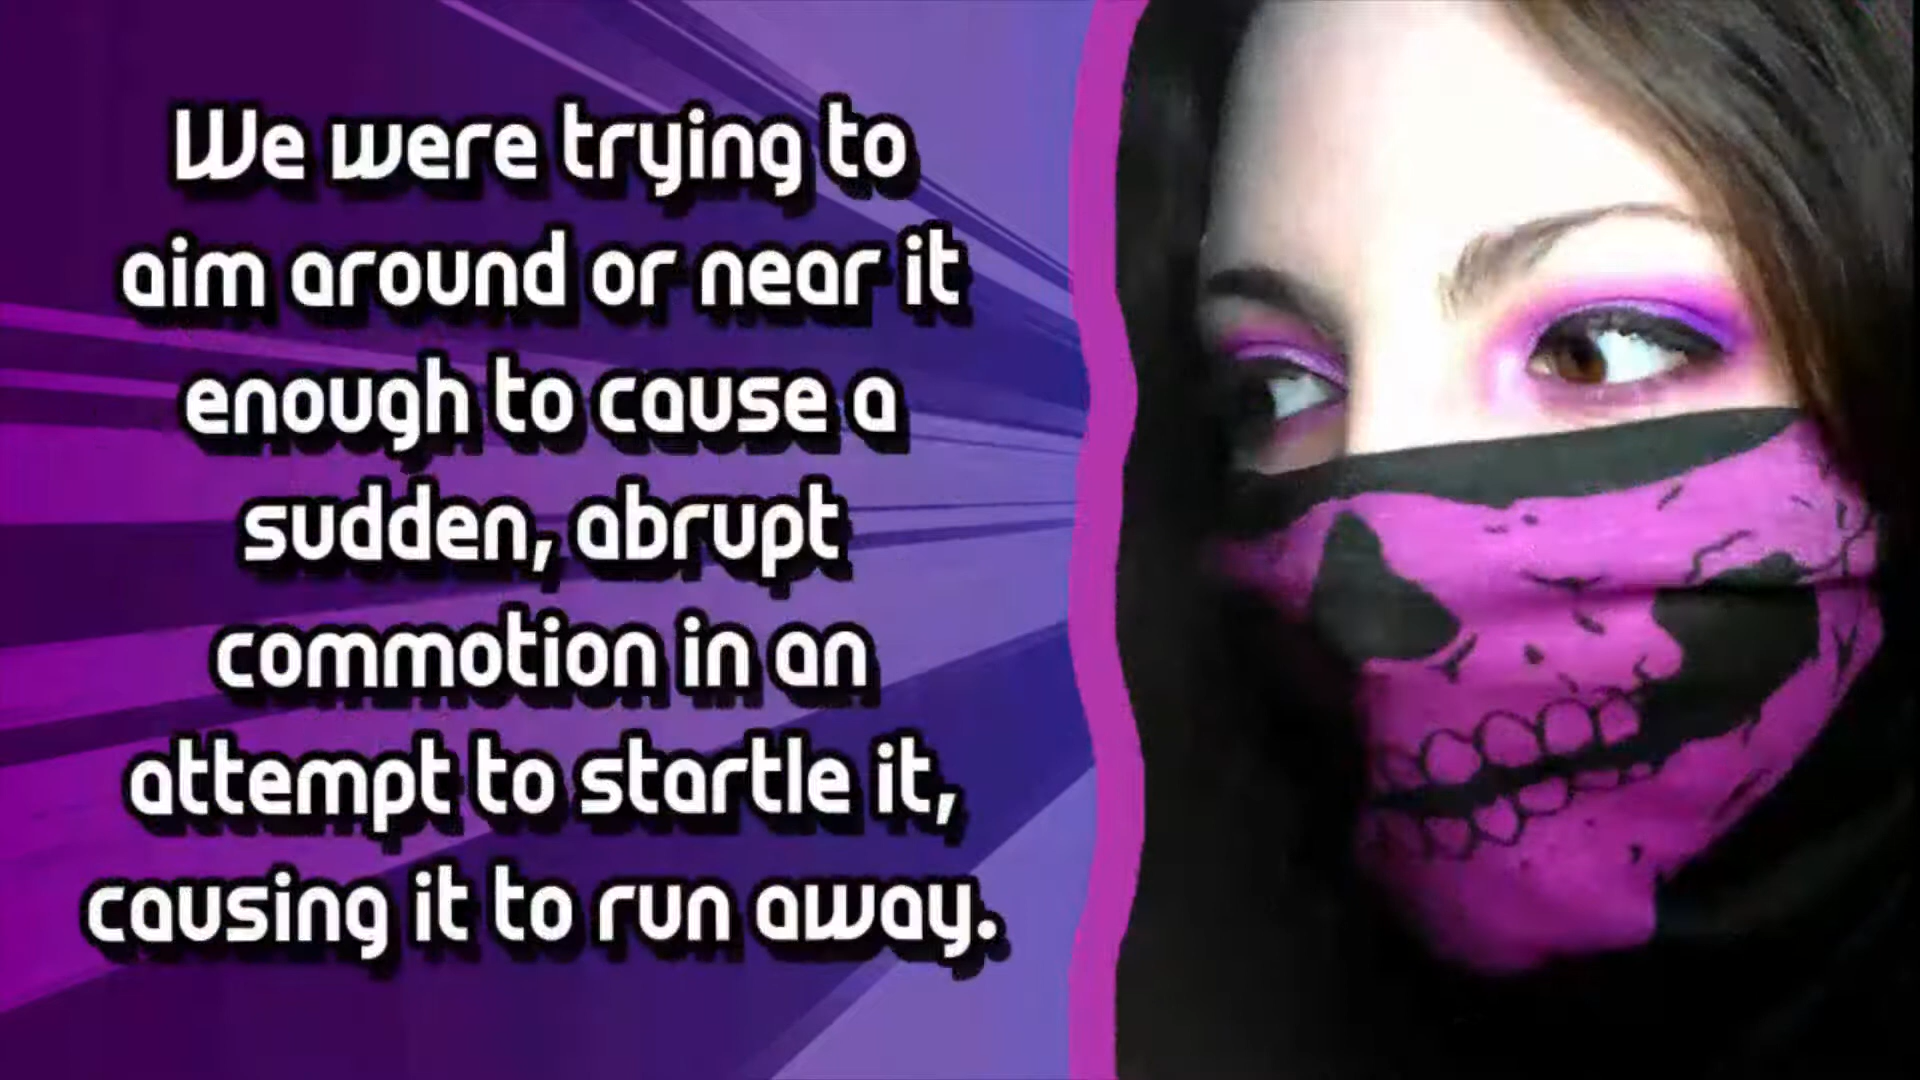 We were trying to
aim around or near it
enough to cause a
sudden, abrupt
commotion in an
attempt to startle it,
causing it to run away.